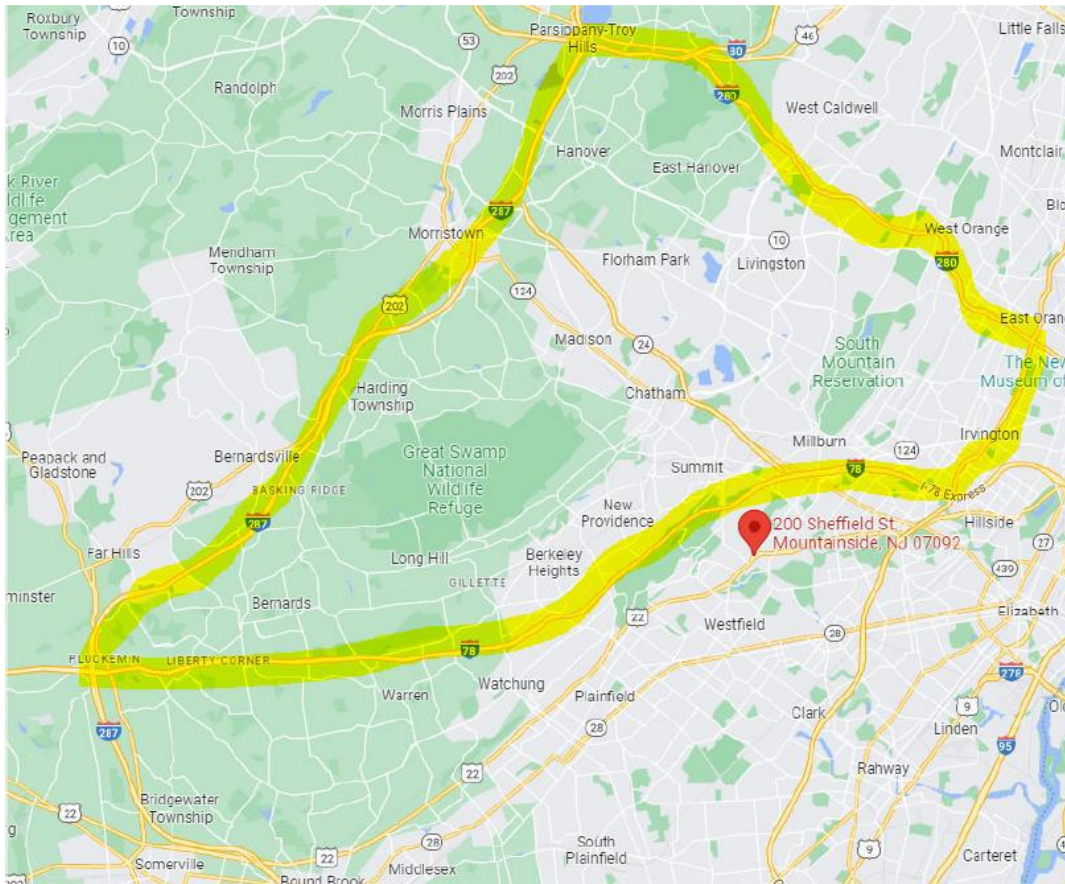 Roxbury
Township
Township
Parsippany-Troy
Hills
Little Falls
10
53
80
46
202
Randolph
280
West Caldwell
Morris Plains
Montclair
Hanover
East Hanover
k River
ldlife
gement
Area
287
Morristown
West Orange
10
Mendham
Township
Florham Park
Livingston
280
124
202
East Orang
Madison
24
South
Mountain
Reservation
The New
Museum of
Harding
Township
Chatham
Irvington
Millburn
124
Peapack and
Gladstone
Bernardsville
Great Swamp
National
Wildlife
Refuge
Summit
78
202
BASKING RIDGE
I-78 Express
New
Providence
287
200 Sheffield St,
Mountainside, NJ 07092
Hillside
27
Far Hills
Long Hill
Berkeley
Heights
439
GILLETTE
minster
Bernards
22
Elizabeth
Westfield
28
78
PLUCKEMIN
LIBERTY CORNER
278
Warren
Watchung
Plainfield
9
Clark
Linden
28
287
95
22
Rahway
Bridgewater
Township
22
28
South
Plainfield
9
22
Somerville
Middlesex
Carteret
Bound Brook
202